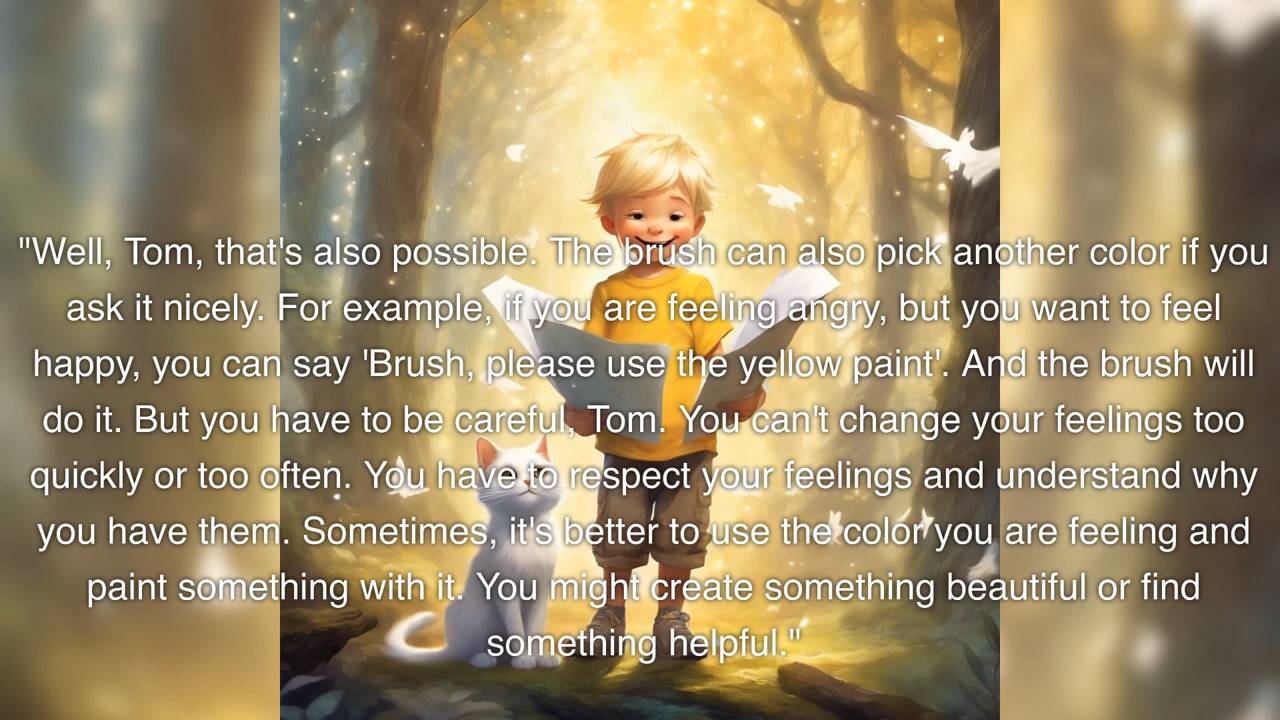 "Well, Tom, that's also possible. The brush can also pick another color if you
ask it nicely. For example, if you are feeling angry, but you want to feel
happy, you can say 'Brush, please use the yellow paint'. And the brush will
do it. But you have to be careful, Tom. You can't change your feelings too
quickly or too often. You have to respect your feelings and understand why
you have them. Sometimes, it's better to use the color you are feeling and
paint something with it. You might create something beautiful or find
something helpful."